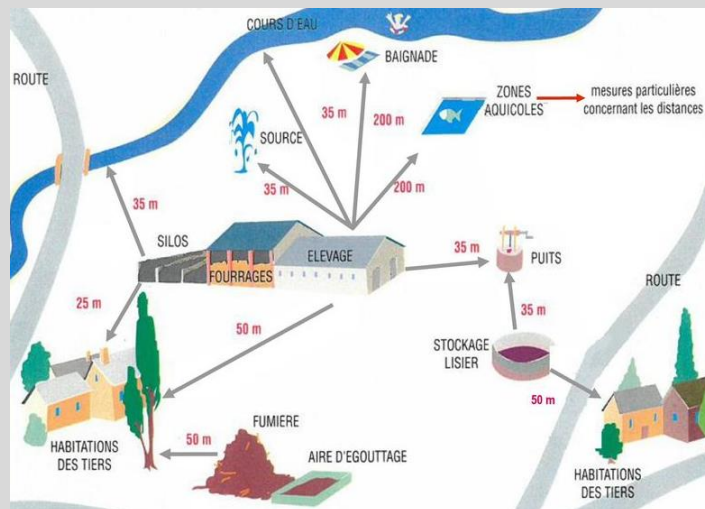 COURS D'EAU
ROUTE
BAIGNADE
ZONES
AQUICOLES
mesures particulières
concernant les distances
35 m
200 m
SOURCE
35 m
200 m
35 m
SILOS
FOURRAGES
ELEVAGE
35 m
PUITS
ROUTE
25 m
50 m
35 m
STOCKAGE
LISIER
50 m
FUMIERE
50 m
AIRE D'EGOUTTAGE
HABITATIONS
DES TIERS
HABITATIONS
DES TIERS